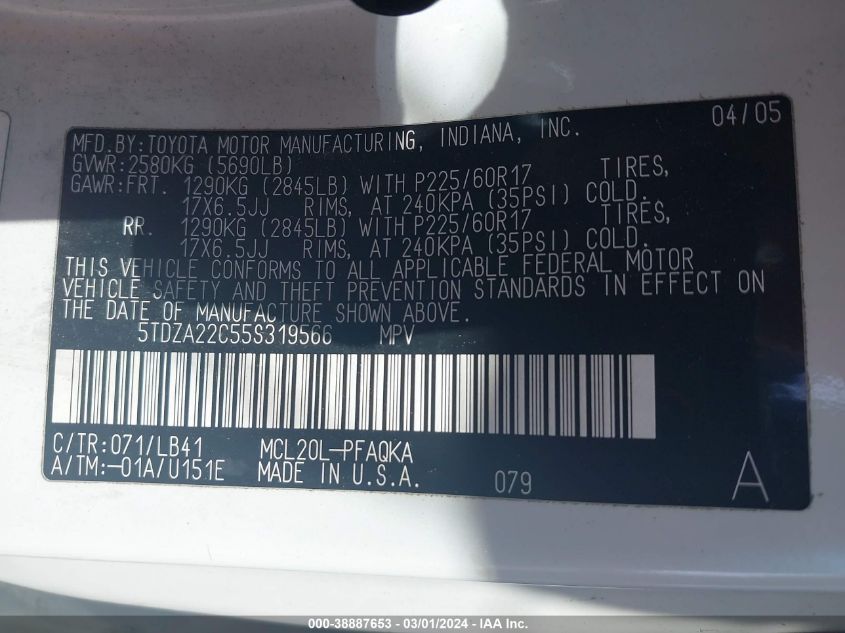 04/05
MFD.BY:TOYOTA MOTOR MANUFACTURING, INDIANA, INC.
GVWR:2580KG (5690LB)
GAWR:FRT. 1290KG (2845LB) WITH P225/60R17 TIRES,
17X6.5JJ RIMS, AT 240KPA (35PSI) COLD.
RR. 1290KG (2845LB) WITH P225/60R17 TIRES,
17X6.5JJ RIMS, AT 240KPA (35PSI) COLD.
THIS VEHICLE CONFORMS TO ALL APPLICABLE FEDERAL MOTOR
VEHICLE SAFETY AND THEFT PREVENTION STANDARDS IN EFFECT ON
THE DATE OF MANUFACTURE SHOWN ABOVE.
5TDZA22C55S319566 MPV
C/TR:071/LB41 MCL20L-PFAQKA
A/TM:-01A/U151E MADE IN U.S.A. 079 A
000-38887653 - 03/01/2024 - IAA Inc.